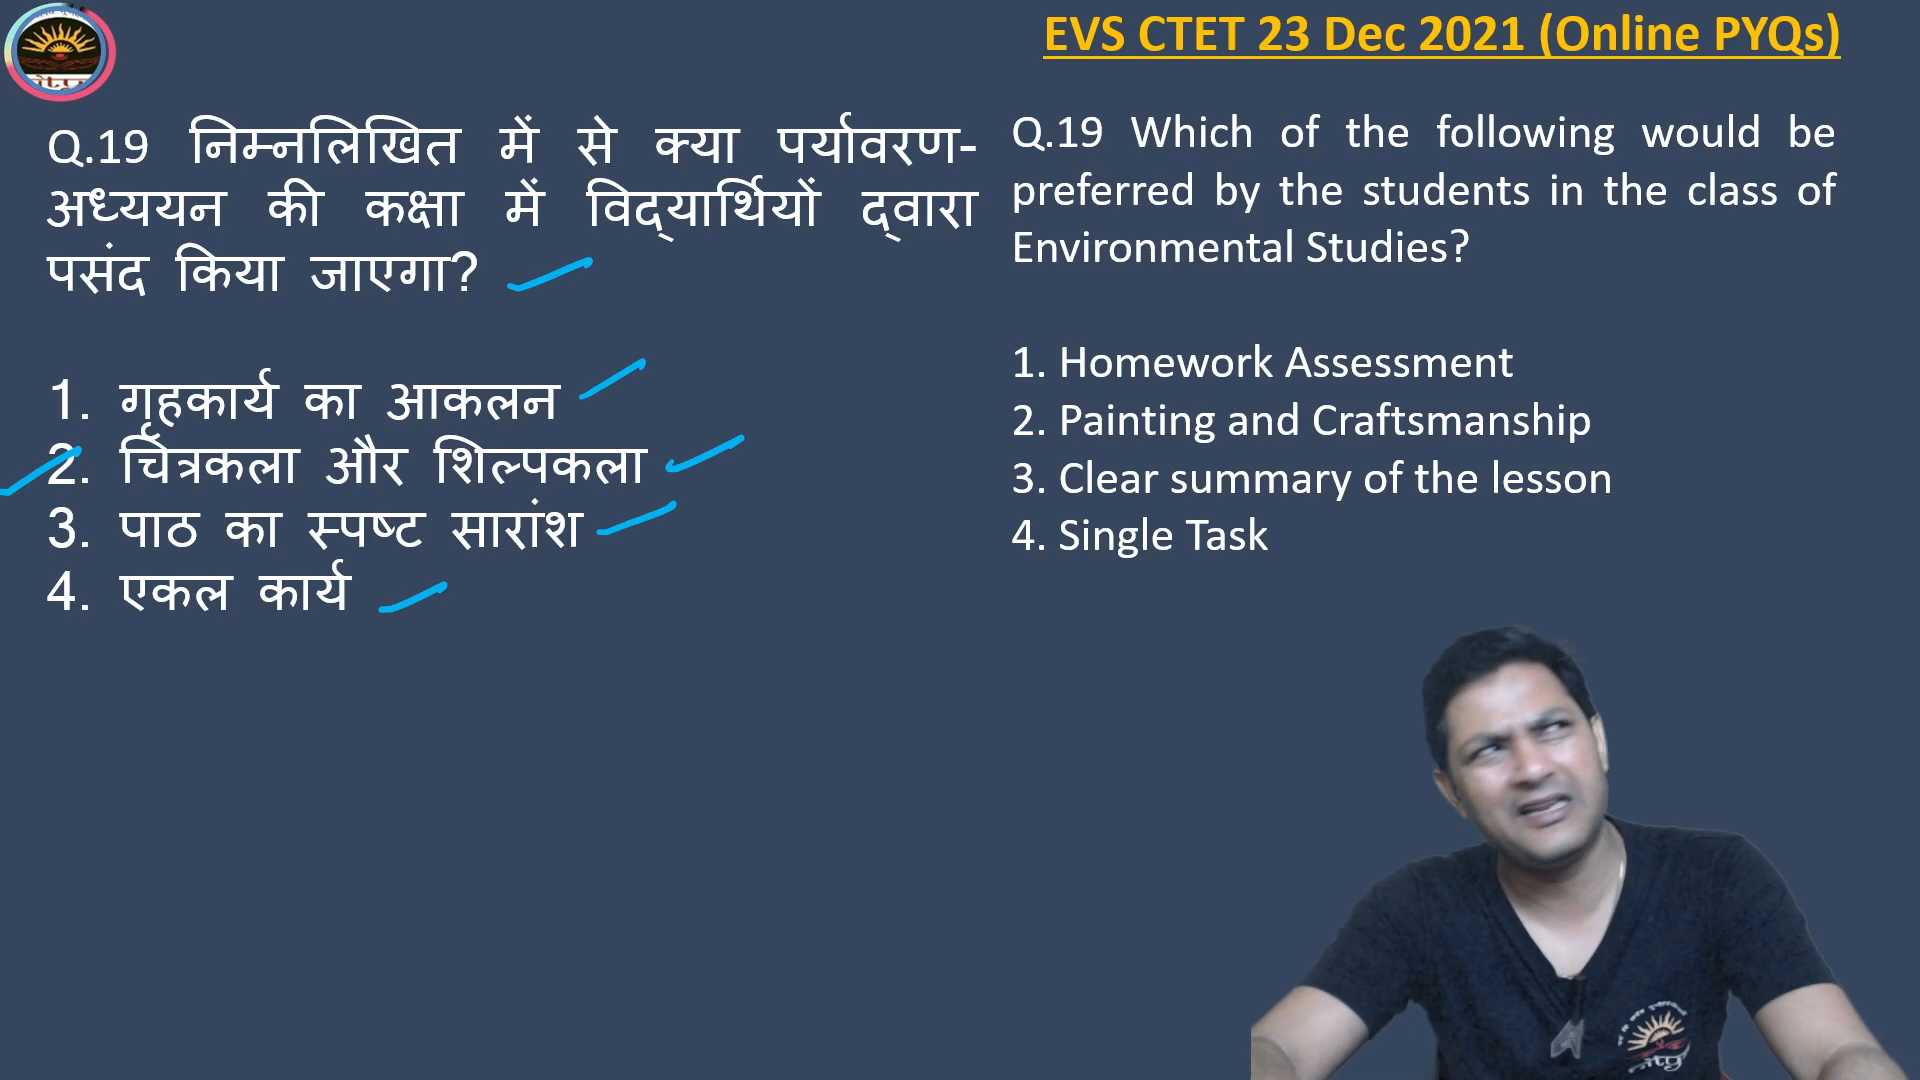 EVS CTET 23 Dec 2021 (Online PYQs)
Q.19 निम्नलिखित में से क्या पर्यावरण-
अध्ययन की कक्षा में विद्यार्थियों द्वारा
पसंद किया जाएगा?
1. गृहकार्य का आकलन
2. चित्रकला और शिल्पकला
3. पाठ का स्पष्ट सारांश
4. एकल कार्य
Q.19 Which of the following would be
preferred by the students in the class of
Environmental Studies?
1. Homework Assessment
2. Painting and Craftsmanship
3. Clear summary of the lesson
4. Single Task